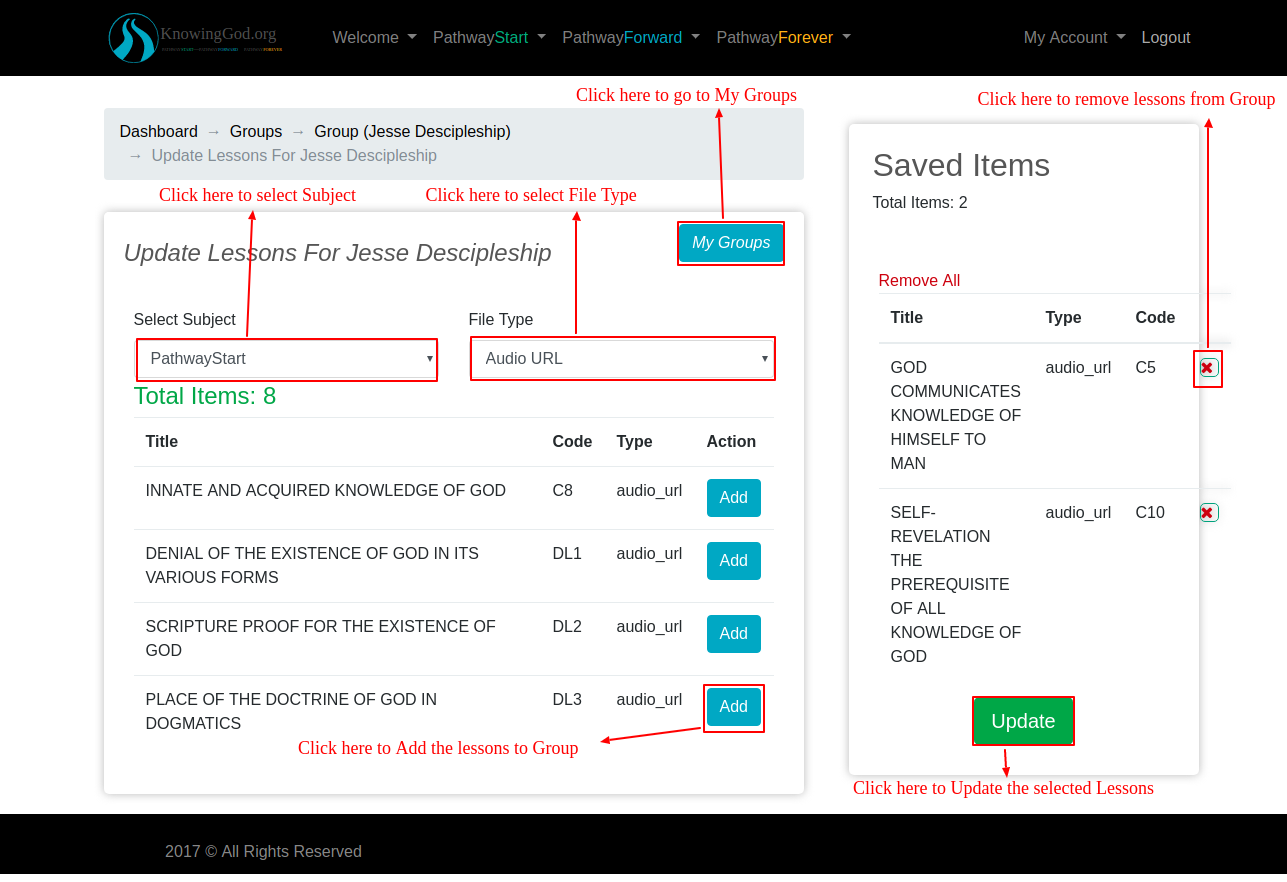 KnowingGod.org
PATHWAYSTART - PATHWAYFORWARD - PATHWAYFOREVER
Welcome PathwayStart PathwayForward PathwayForever My Account Logout
Click here to go to My Groups
Click here to remove lessons from Group
Dashboard → Groups → Group (Jesse Descipleship)
→ Update Lessons For Jesse Descipleship
Click here to select Subject
Click here to select File Type
Update Lessons For Jesse Descipleship
My Groups
Select Subject
File Type
PathwayStart
Audio URL
Total Items: 8
Title Code Type Action
INNATE AND ACQUIRED KNOWLEDGE OF GOD C8 audio_url Add
DENIAL OF THE EXISTENCE OF GOD IN ITS DL1 audio_url Add
VARIOUS FORMS
SCRIPTURE PROOF FOR THE EXISTENCE OF DL2 audio_url Add
GOD
PLACE OF THE DOCTRINE OF GOD IN DL3 audio_url Add
DOGMATICS
Click here to Add the lessons to Group
Saved Items
Total Items: 2
Remove All
Title Type Code
GOD audio_url C5
COMMUNICATES
KNOWLEDGE OF
HIMSELF TO
MAN
SELF- audio_url C10
REVELATION
THE
PREREQUISITE
OF ALL
KNOWLEDGE OF
GOD
Update
Click here to Update the selected Lessons
2017 © All Rights Reserved